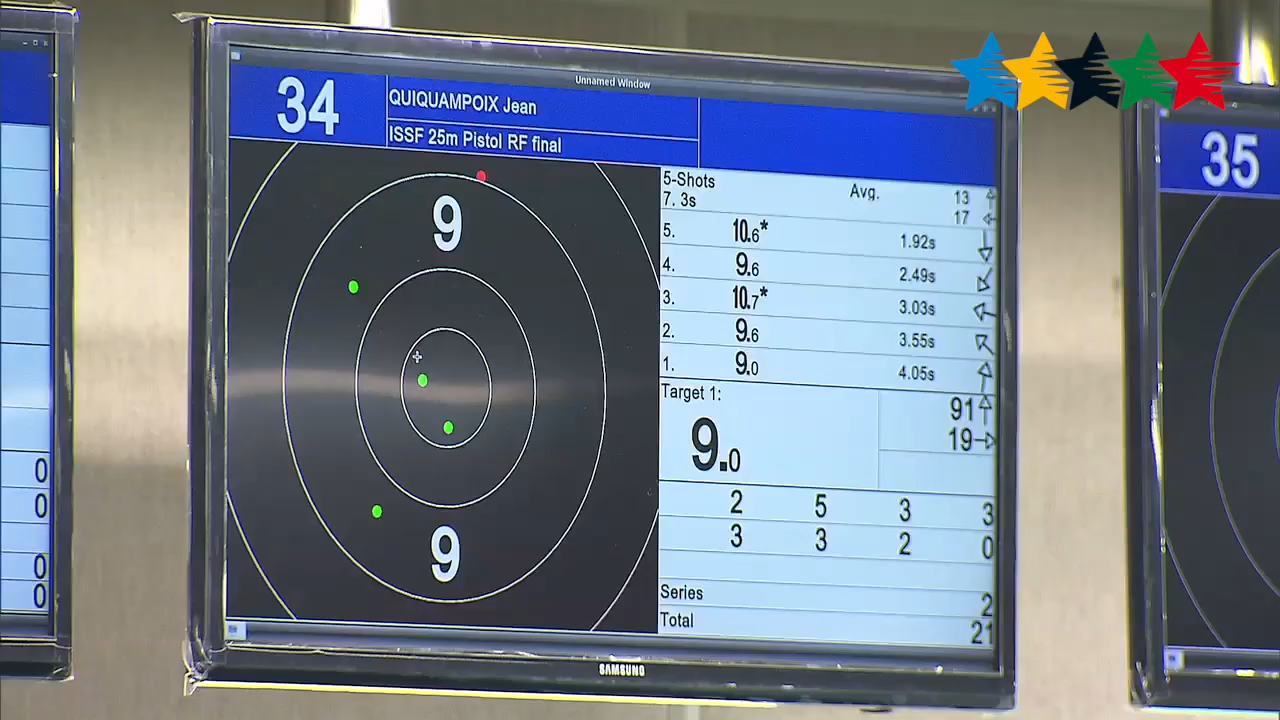 Unnamed Window
34
QUIQUAMPOIX Jean
ISSF 25m Pistol RF final
5-Shots Avg. 13
7. 3s 17
5. 10.6* 1.92s
4. 9.6 2.49s
3. 10.7* 3.03s
2. 9.6 3.55s
1. 9.0 4.05s
Target 1: 91
9.0 19
2 5 3 3
3 3 2 0
Series 2
Total 21
9
9
SAMSUNG
0
0
0
0
35